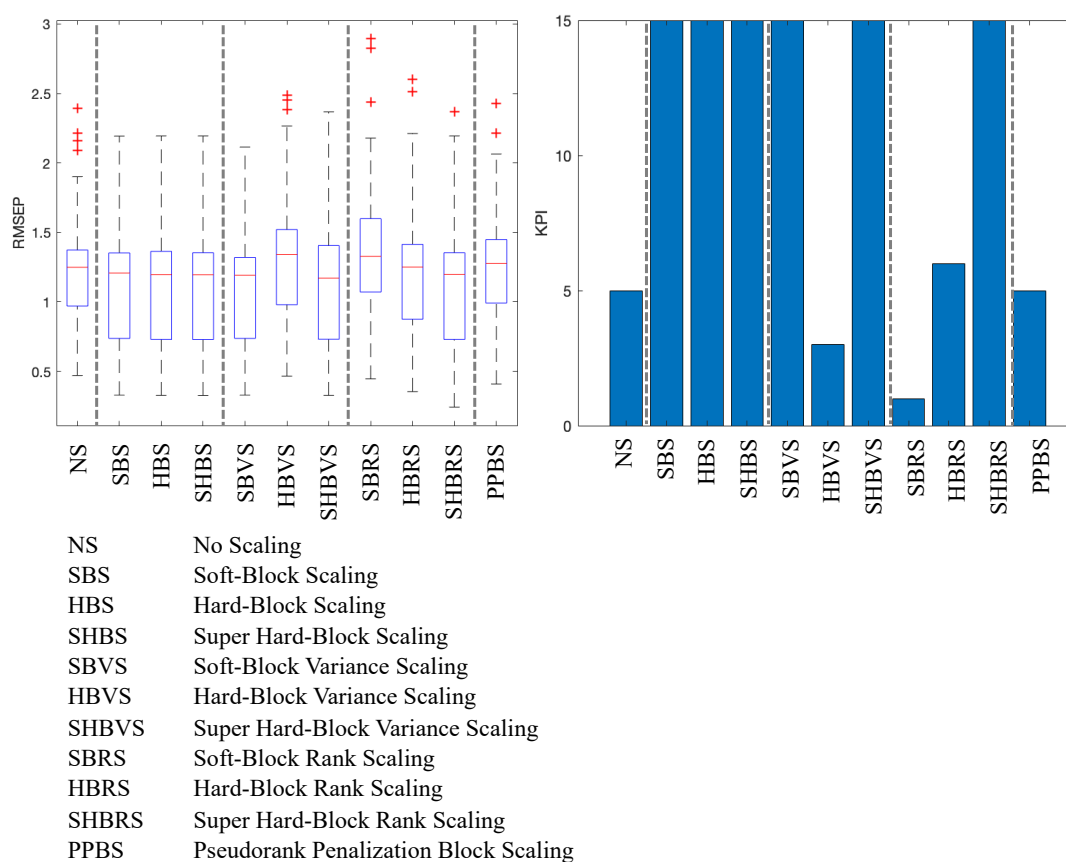 3
2.5
2
1.5
1
0.5
RMSEP
NS
SBS
HBS
SHBS
SBVS
HBVS
SHBVS
SBRS
HBRS
SHBRS
PPBS
15
10
5
0
KPI
NS
SBS
HBS
SHBS
SBVS
HBVS
SHBVS
SBRS
HBRS
SHBRS
PPBS
NS No Scaling
SBS Soft-Block Scaling
HBS Hard-Block Scaling
SHBS Super Hard-Block Scaling
SBVS Soft-Block Variance Scaling
HBVS Hard-Block Variance Scaling
SHBVS Super Hard-Block Variance Scaling
SBRS Soft-Block Rank Scaling
HBRS Hard-Block Rank Scaling
SHBRS Super Hard-Block Rank Scaling
PPBS Pseudorank Penalization Block Scaling